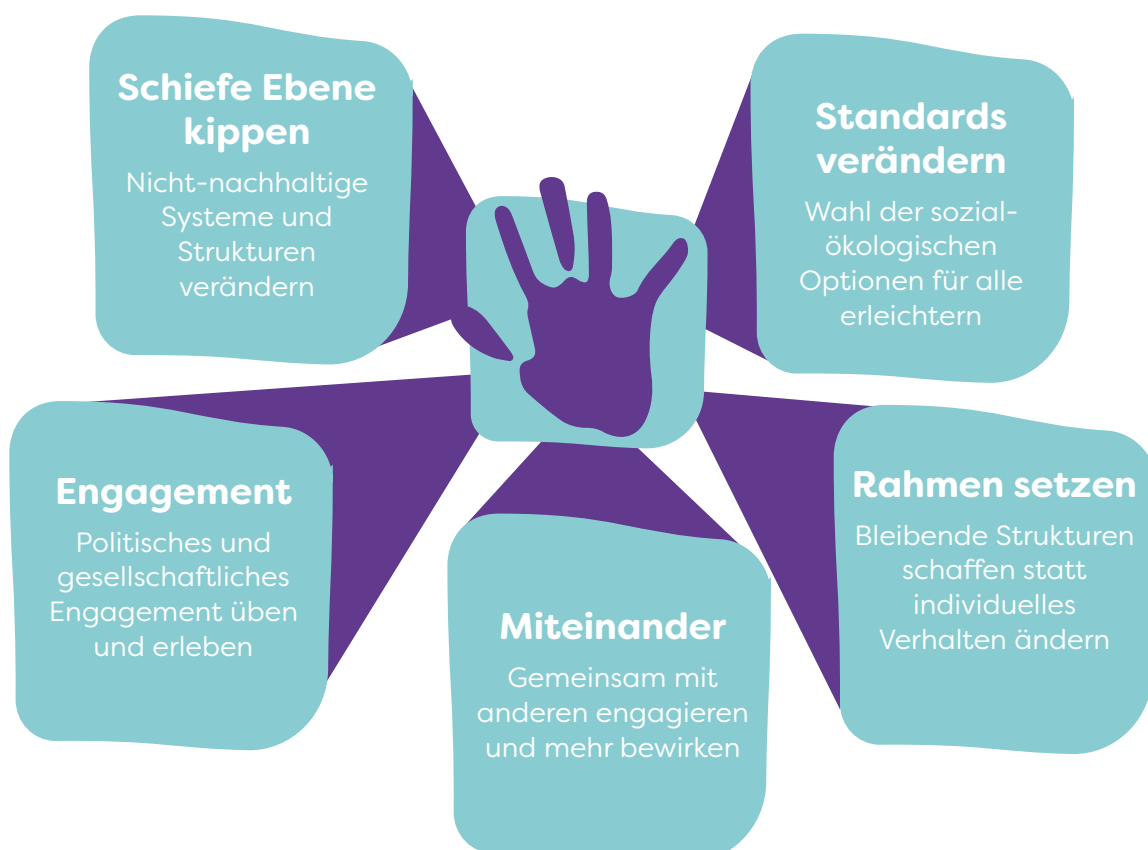 Schiefe Ebene
kippen
Nicht-nachhaltige
Systeme und
Strukturen
verändern
Standards
verändern
Wahl der sozial-
ökologischen
Optionen für alle
erleichtern
Engagement
Politisches und
gesellschaftliches
Engagement üben
und erleben
Miteinander
Gemeinsam mit
anderen engagieren
und mehr bewirken
Rahmen setzen
Bleibende Strukturen
schaffen statt
individuelles
Verhalten ändern